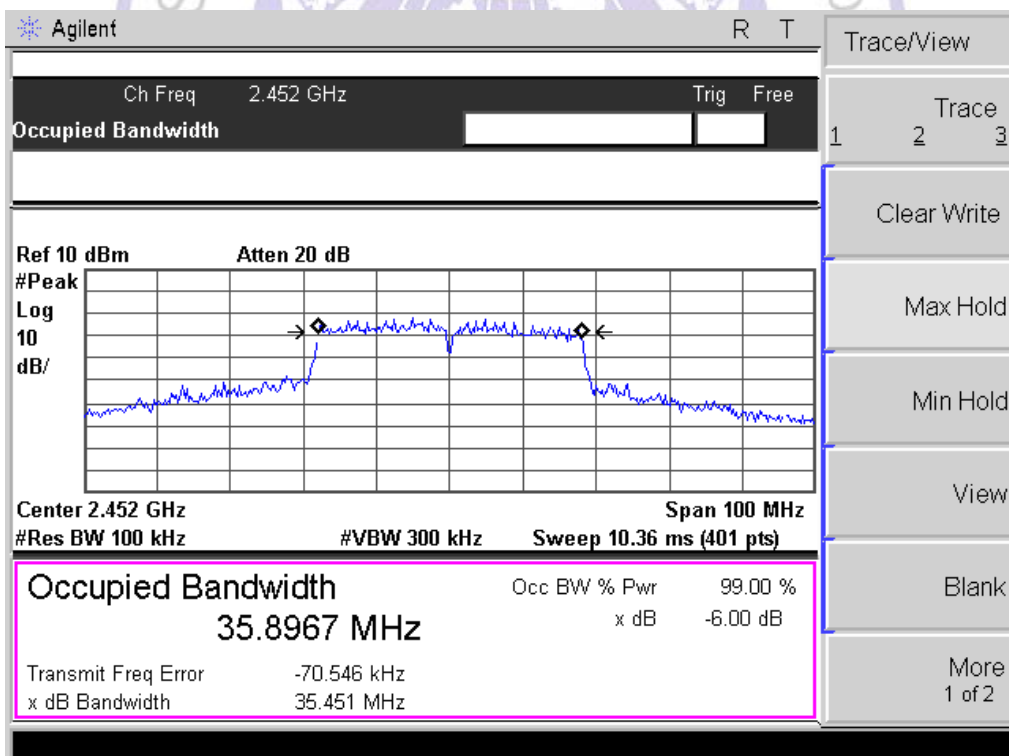 Agilent R T
Ch Freq 2.452 GHz Trig Free
Occupied Bandwidth
Ref 10 dBm Atten 20 dB
#Peak
Log
10
dB/
Center 2.452 GHz Span 100 MHz
#Res BW 100 kHz #VBW 300 kHz Sweep 10.36 ms (401 pts)
Occupied Bandwidth
35.8967 MHz
Occ BW % Pwr 99.00 %
x dB -6.00 dB
Transmit Freq Error -70.546 kHz
x dB Bandwidth 35.451 MHz
Trace/View
Trace
1 2 3
Clear Write
Max Hold
Min Hold
View
Blank
More
1 of 2